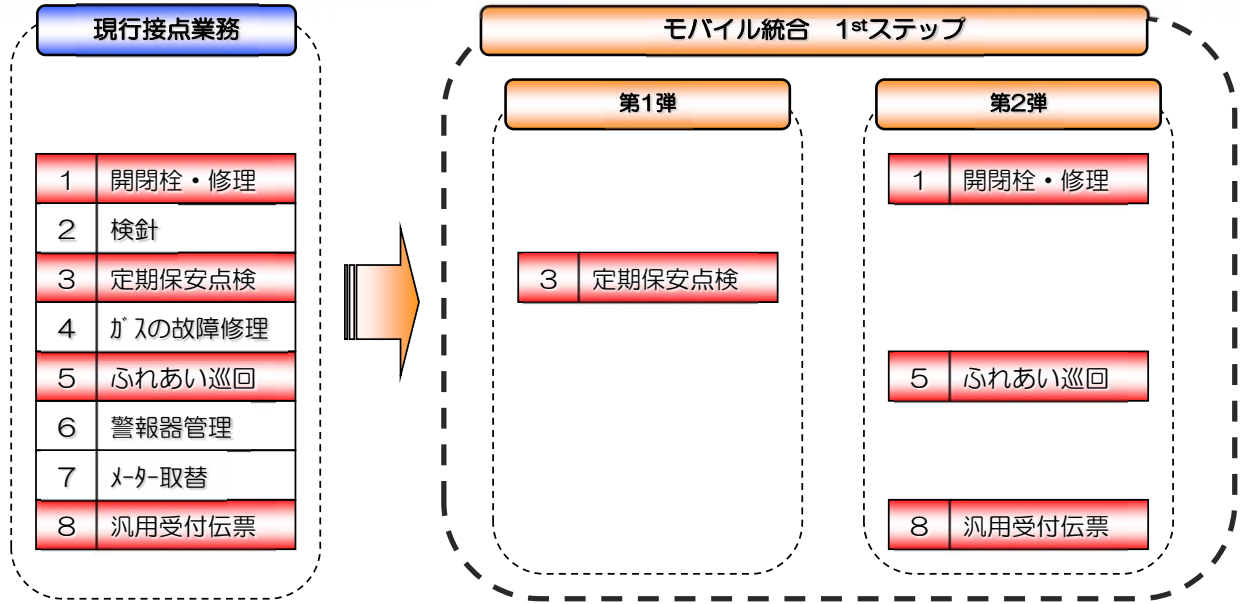 現行接点業務
1 開閉栓・修理
2 検針
3 定期保安点検
4 ｶﾞｽの故障修理
5 ふれあい巡回
6 警報器管理
7 ﾒｰﾀｰ取替
8 汎用受付伝票
モバイル統合　1stステップ
第1弾
3 定期保安点検
第2弾
1 開閉栓・修理
5 ふれあい巡回
8 汎用受付伝票